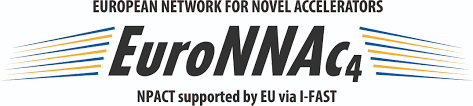 EUROPEAN NETWORK FOR NOVEL ACCELERATORS
EuroNNAc4
NPACT supported by EU via I-FAST